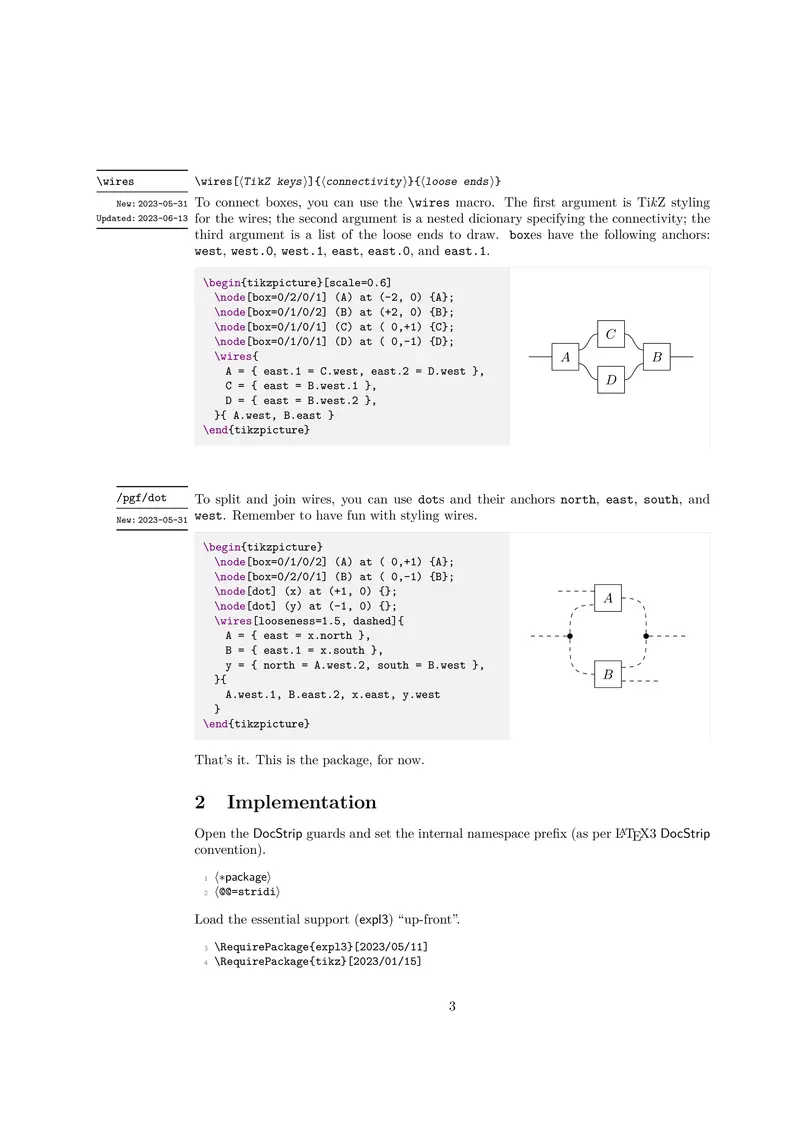 \wires
New: 2023-05-31
Updated: 2023-06-13
\wires[⟨TikZ keys⟩]{⟨connectivity⟩}{⟨loose ends⟩}
To connect boxes, you can use the \wires macro. The first argument is TikZ styling
for the wires; the second argument is a nested dicionary specifying the connectivity; the
third argument is a list of the loose ends to draw. boxes have the following anchors:
west, west.0, west.1, east, east.0, and east.1.
\begin{tikzpicture}[scale=0.6]
\node[box=0/2/0/1] (A) at (-2, 0) {A};
\node[box=0/1/0/2] (B) at (+2, 0) {B};
\node[box=0/1/0/1] (C) at ( 0,+1) {C};
\node[box=0/1/0/1] (D) at ( 0,-1) {D};
\wires{
A = { east.1 = C.west, east.2 = D.west },
C = { east = B.west.1 },
D = { east = B.west.2 },
}{ A.west, B.east }
\end{tikzpicture}
C
A
B
D
/pgf/dot
New: 2023-05-31
To split and join wires, you can use dots and their anchors north, east, south, and
west. Remember to have fun with styling wires.
\begin{tikzpicture}
\node[box=0/1/0/2] (A) at ( 0,+1) {A};
\node[box=0/2/0/1] (B) at ( 0,-1) {B};
\node[dot] (x) at (+1, 0) {};
\node[dot] (y) at (-1, 0) {};
\wires[looseness=1.5, dashed]{
A = { east = x.north },
B = { east.1 = x.south },
y = { north = A.west.2, south = B.west },
}{
A.west.1, B.east.2, x.east, y.west
}
\end{tikzpicture}
A
B
That's it. This is the package, for now.
2 Implementation
Open the DocStrip guards and set the internal namespace prefix (as per LATEX3 DocStrip
convention).
1 ⟨*package⟩
2 ⟨@@=stridi⟩
Load the essential support (expl3) “up-front”.
3 \RequirePackage{expl3}[2023/05/11]
4 \RequirePackage{tikz}[2023/01/15]
3